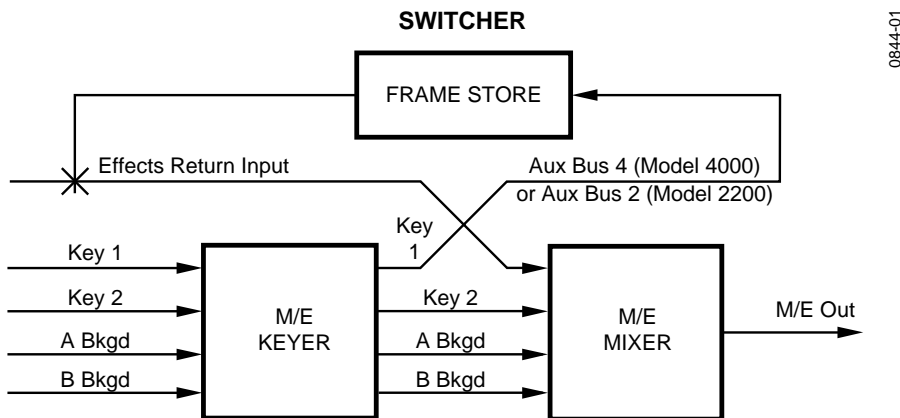 SWITCHER
0844-01
FRAME STORE
Effects Return Input
Aux Bus 4 (Model 4000)
or Aux Bus 2 (Model 2200)
Key
1
Key 1
Key 2
A Bkgd
B Bkgd
M/E
KEYER
Key 2
A Bkgd
B Bkgd
M/E
MIXER
M/E Out